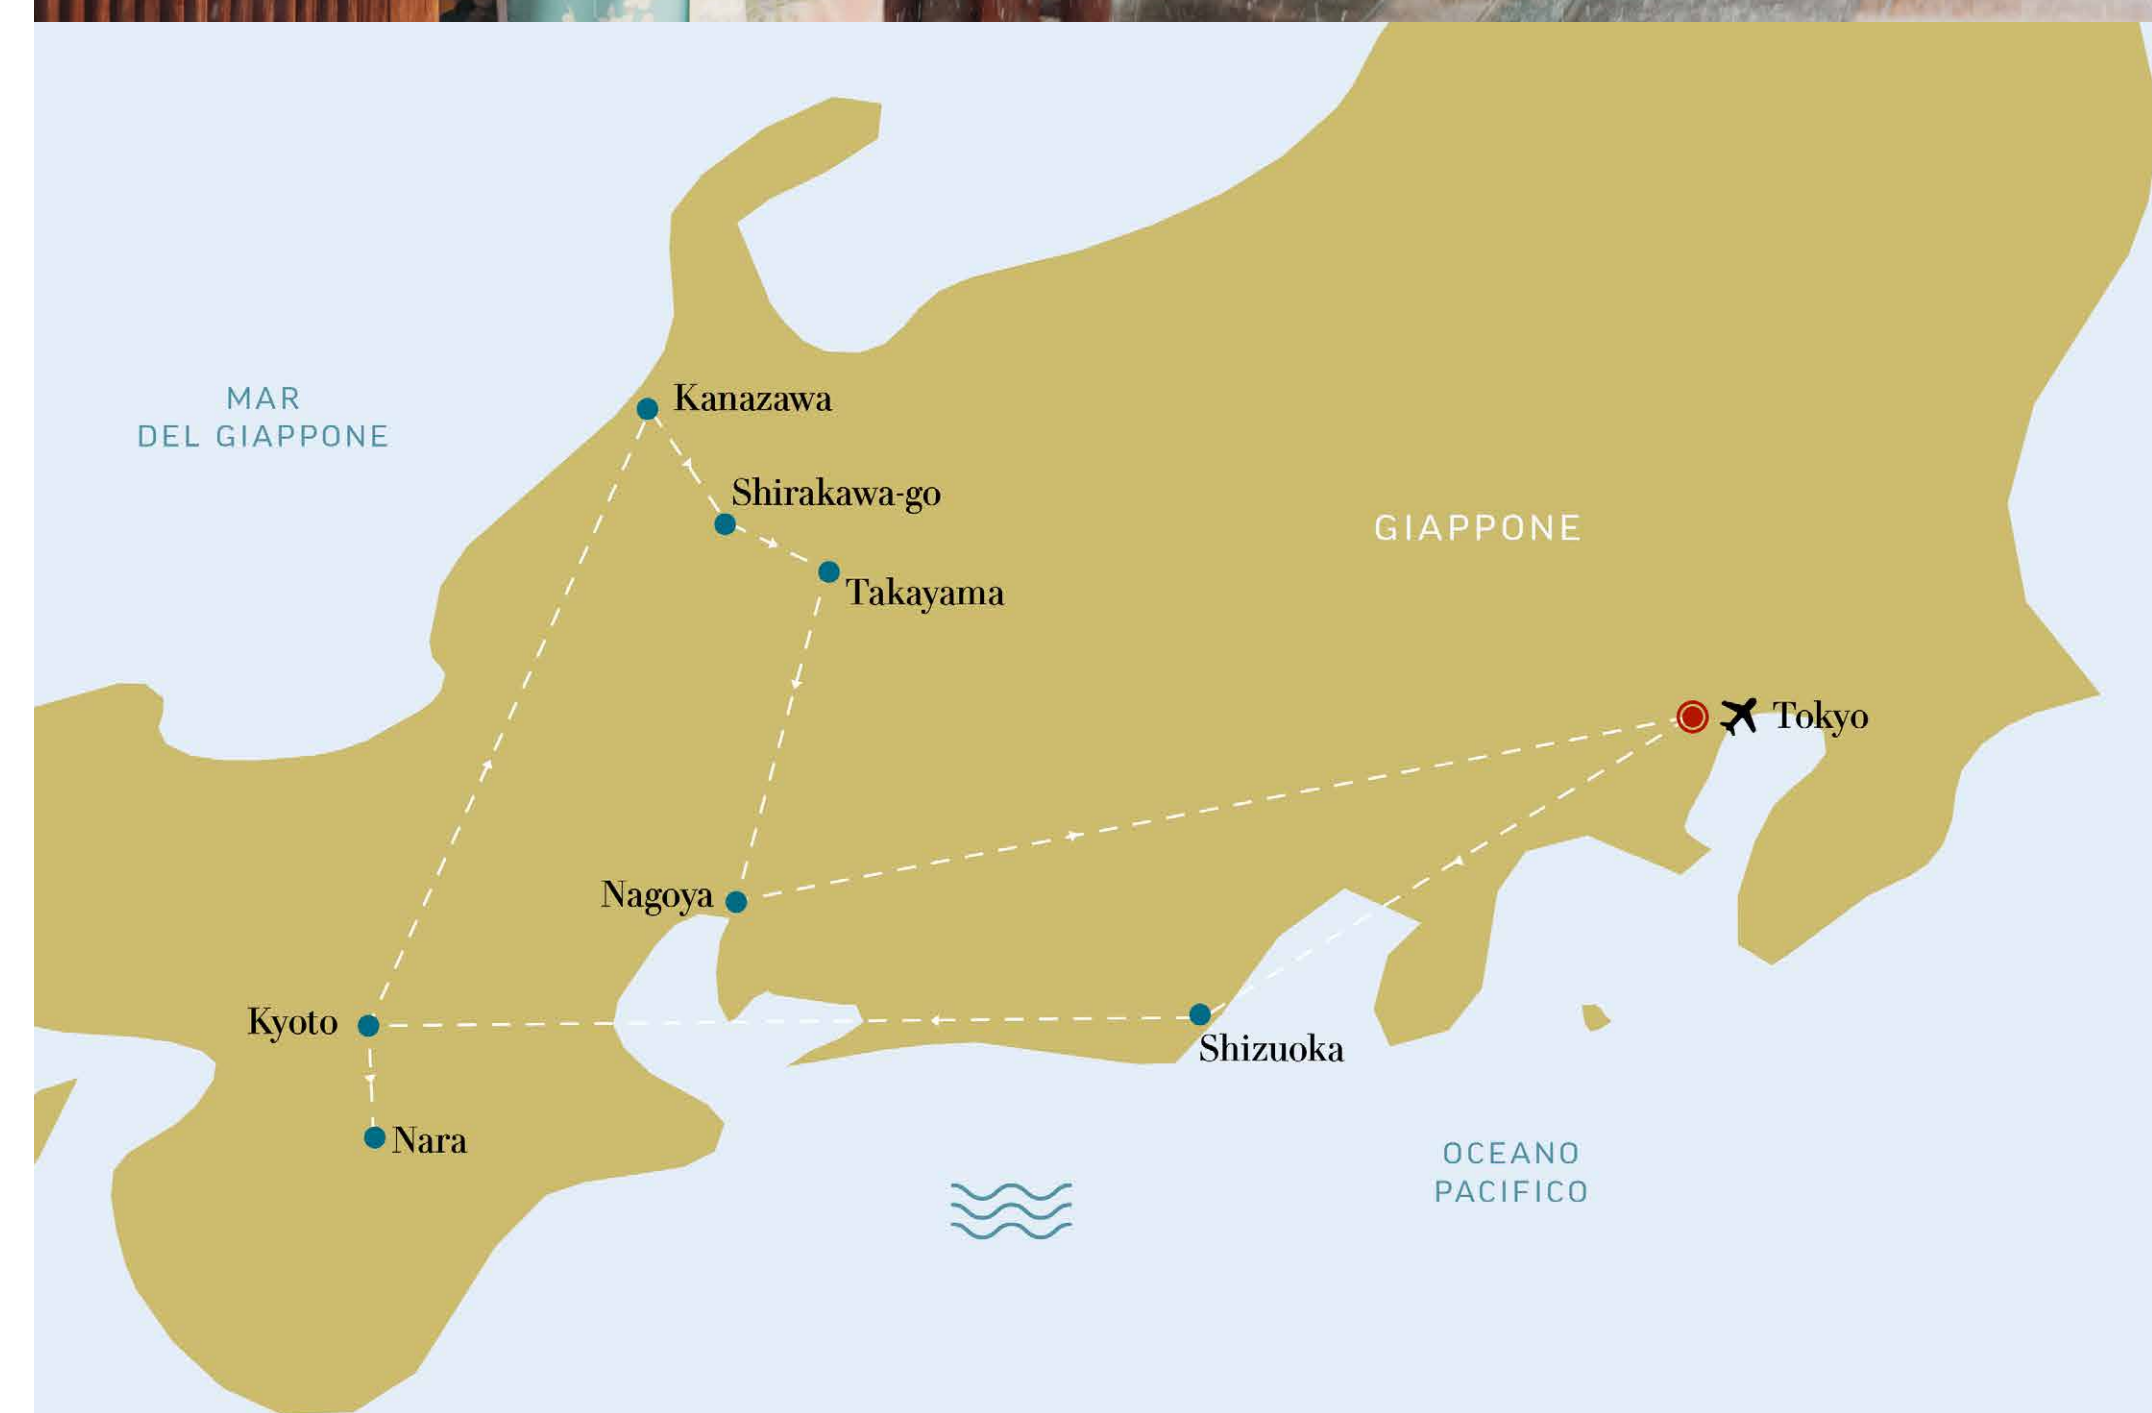 MAR
DEL GIAPPONE
Kanazawa
Shirakawa-go
Takayama
GIAPPONE
Tokyo
Nagoya
Kyoto
Shizuoka
Nara
OCEANO
PACIFICO